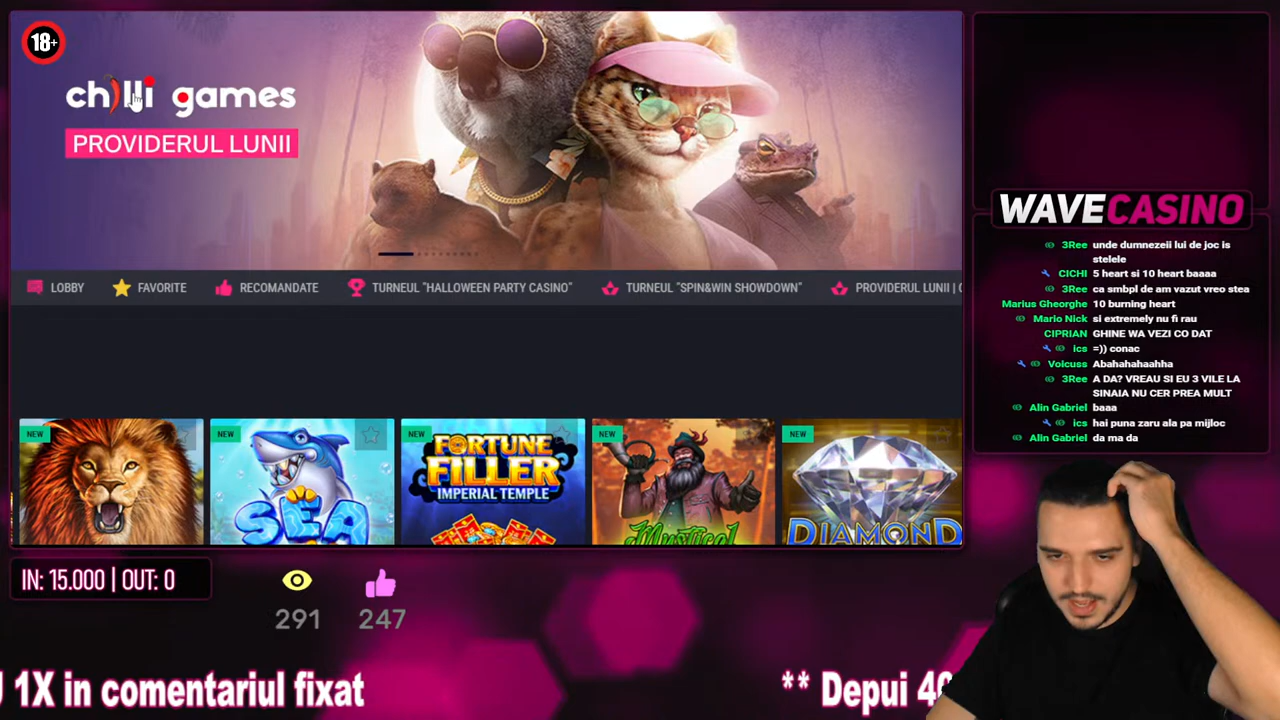 18+
chilli games
PROVIDERUL LUNII
LOBBY
FAVORITE
RECOMANDATE
TURNEUL "HALLOWEEN PARTY CASINO"
TURNEUL "SPIN&WIN SHOWDOWN"
PROVIDERUL LUNII |
NEW
NEW
NEW
NEW
NEW
SEA
FORTUNE
FILLER
IMPERIAL TEMPLE
Mystical
DIAMOND
WAVECASINO
3Ree unde dumnezeii lui de joc is
stelele
CICHI 5 heart si 10 heart baaaa
3Ree ca smbpl de am vazut vreo stea
Marius Gheorghe 10 burning heart
Mario Nick si extremely nu fi rau
CIPRIAN GHINE WA VEZI CO DAT
ics =)) conac
Voicuss Abahahahaahha
3Ree A DA? VREAU SI EU 3 VILE LA
SINAIA NU CER PREA MULT
Alin Gabriel baaa
ics hai puna zaru ala pa mijloc
Alin Gabriel da ma da
IN: 15.000 | OUT: 0
291
247
1X in comentariul fixat
** Depui